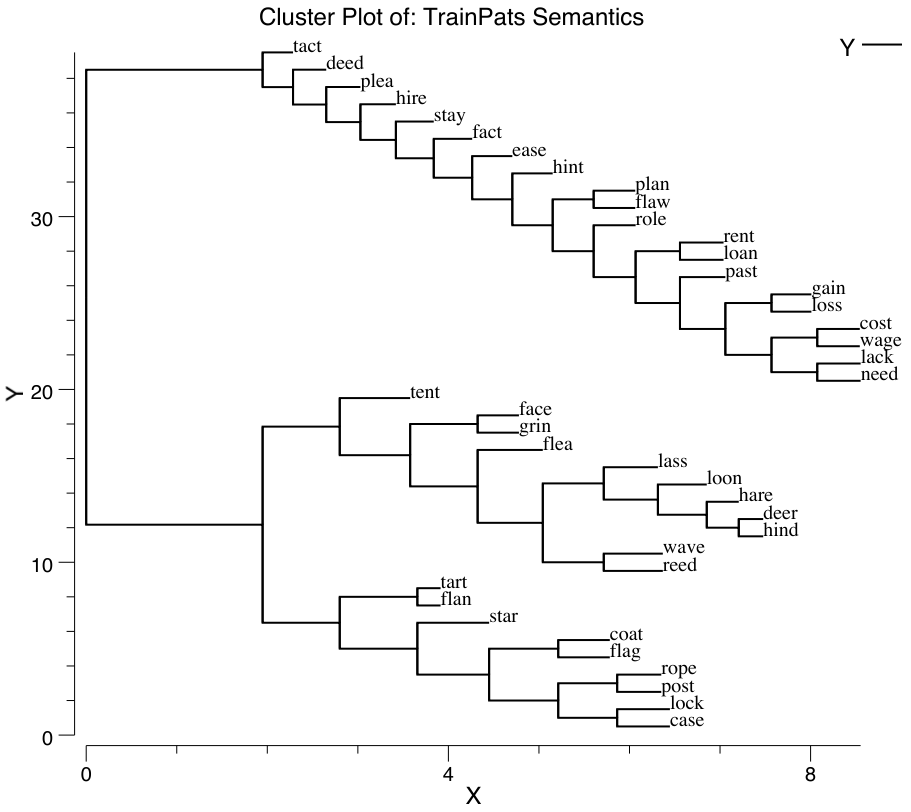 Cluster Plot of: TrainPats Semantics
Y
tact
deed
plea
hire
stay
fact
ease
hint
plan
flaw
role
rent
loan
past
gain
loss
cost
wage
lack
need
tent
face
grin
flea
lass
loon
hare
deer
hind
wave
reed
tart
flan
star
coat
flag
rope
post
lock
case
30
20
10
0
Y
0 4 8
X